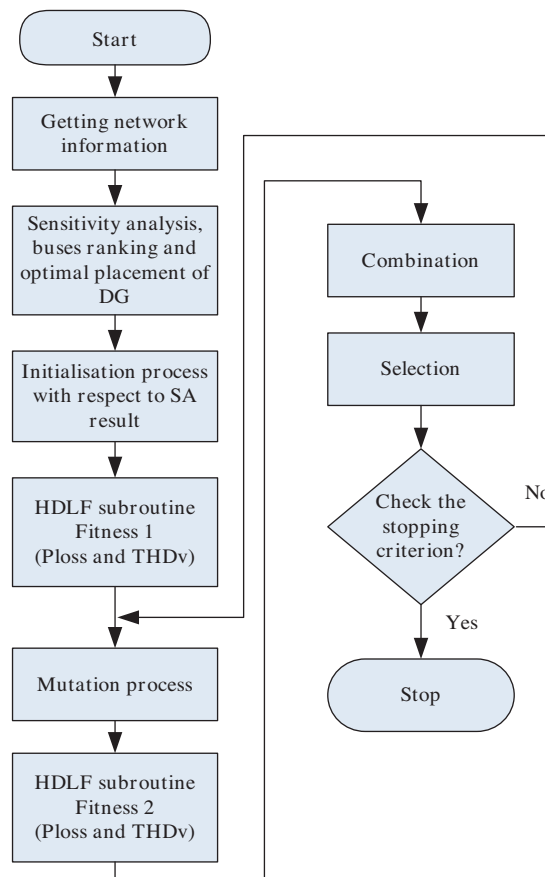 Start
Getting network
information
Sensitivity analysis,
buses ranking and
optimal placement of
DG
Initialisation process
with respect to SA
result
HDLF subroutine
Fitness 1
(Ploss and THDv)
Mutation process
HDLF subroutine
Fitness 2
(Ploss and THDv)
Combination
Selection
Check the
stopping
criterion?
No
Yes
Stop